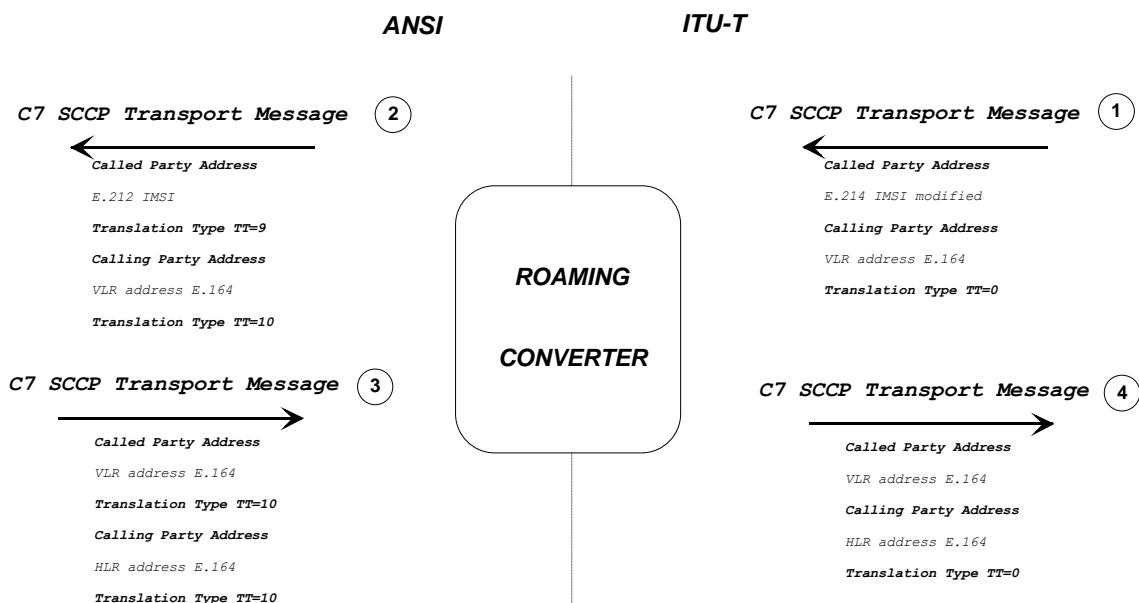 ANSI
ITU-T
C7 SCCP Transport Message 2
Called Party Address
E.212 IMSI
Translation Type TT=9
Calling Party Address
VLR address E.164
Translation Type TT=10
C7 SCCP Transport Message 1
Called Party Address
E.214 IMSI modified
Calling Party Address
VLR address E.164
Translation Type TT=0
ROAMING
CONVERTER
C7 SCCP Transport Message 3
Called Party Address
VLR address E.164
Translation Type TT=10
Calling Party Address
HLR address E.164
Translation Type TT=10
C7 SCCP Transport Message 4
Called Party Address
VLR address E.164
Calling Party Address
HLR address E.164
Translation Type TT=0